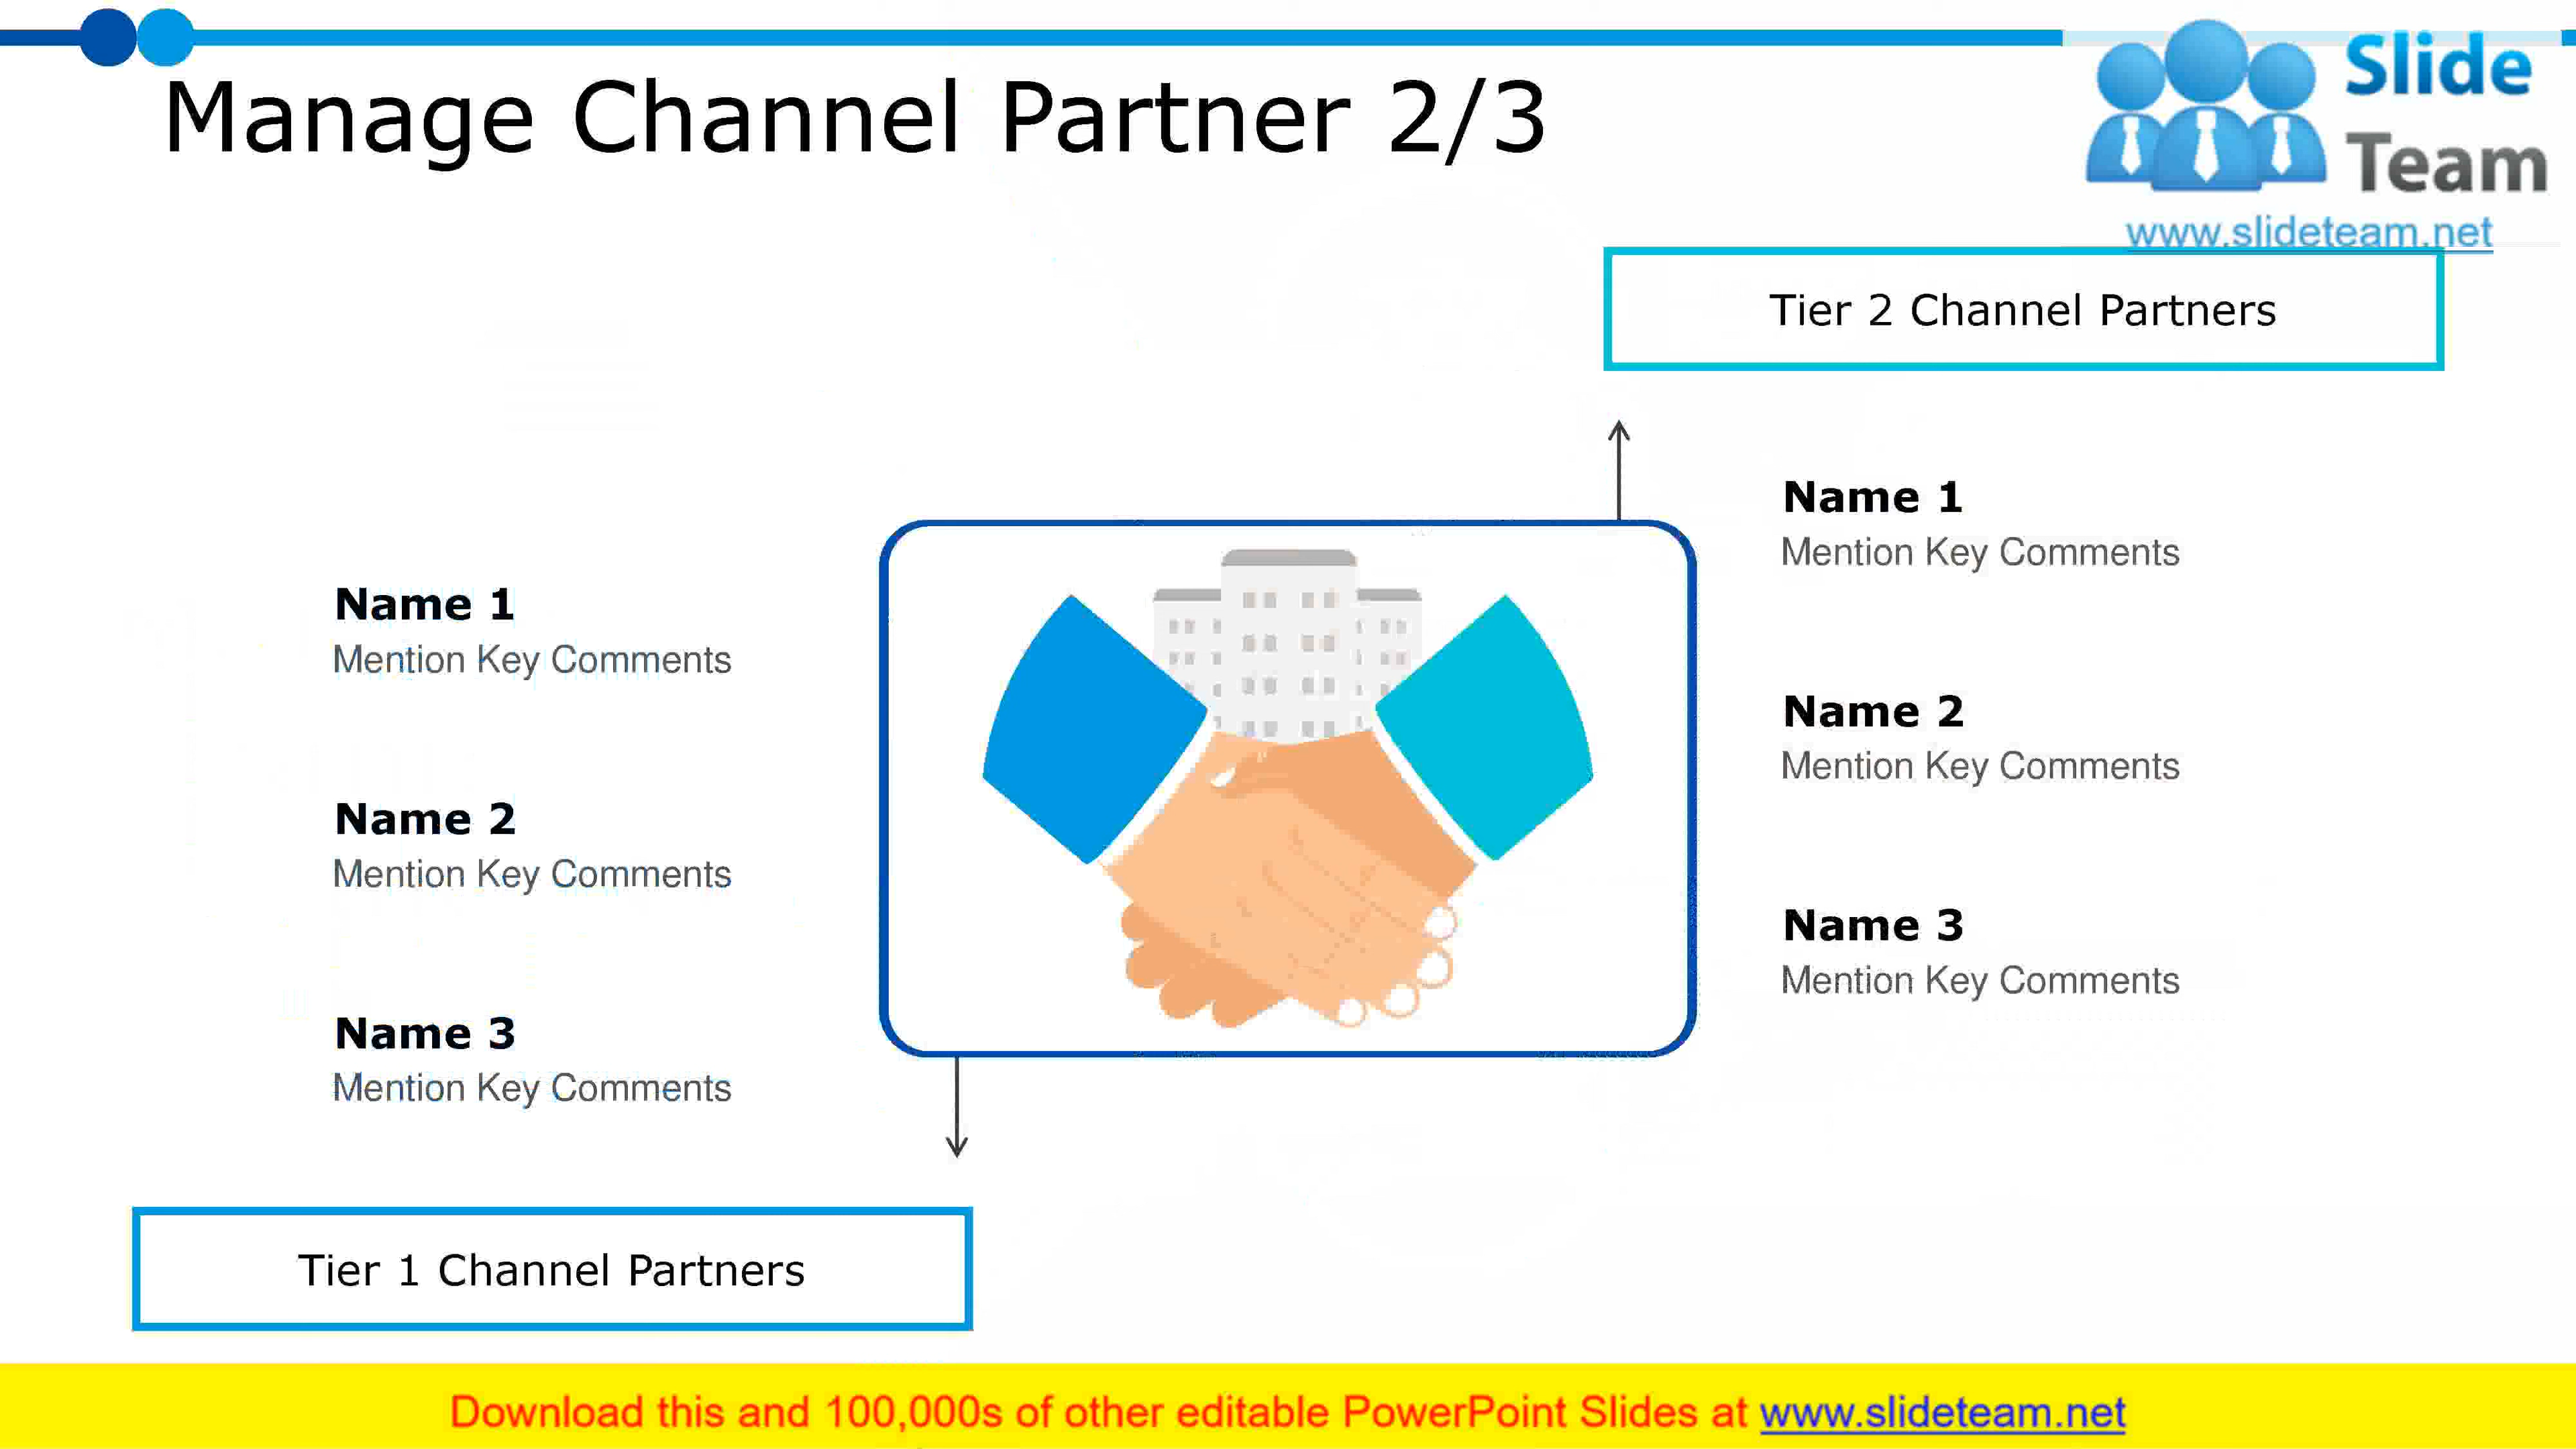 Manage Channel Partner 2/3
Slide
Team
www.slideteam.net
Tier 2 Channel Partners
Name 1
Mention Key Comments
Name 2
Mention Key Comments
Name 3
Mention Key Comments
Name 1
Mention Key Comments
Name 2
Mention Key Comments
Name 3
Mention Key Comments
Tier 1 Channel Partners
Download this and 100,000s of other editable PowerPoint Slides at www.slideteam.net